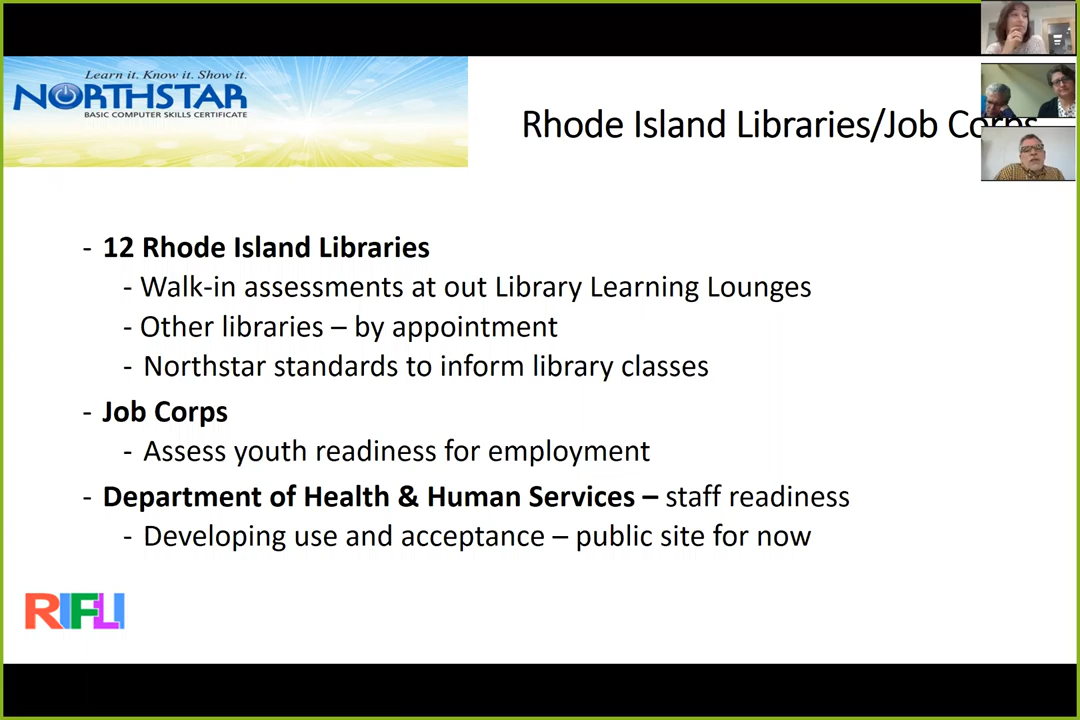 Learn it. Know it. Show it.
NORTHSTAR
BASIC COMPUTER SKILLS CERTIFICATE
Rhode Island Libraries/Job Corps
- 12 Rhode Island Libraries
- Walk-in assessments at out Library Learning Lounges
- Other libraries – by appointment
- Northstar standards to inform library classes
- Job Corps
- Assess youth readiness for employment
- Department of Health & Human Services – staff readiness
- Developing use and acceptance – public site for now
RIFLI